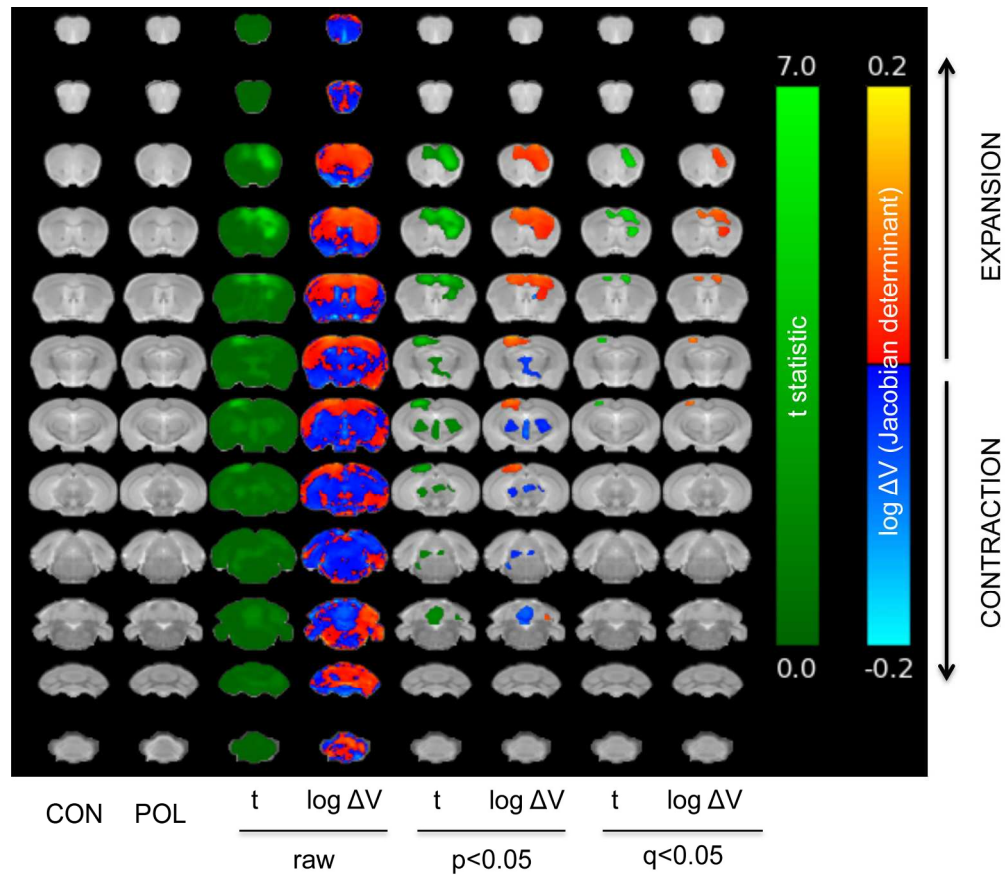 7.0
0.2
t statistic
log ΔV (Jacobian determinant)
EXPANSION
CONTRACTION
0.0
-0.2
CON
POL
t
log ΔV
t
log ΔV
t
log ΔV
raw
p<0.05
q<0.05